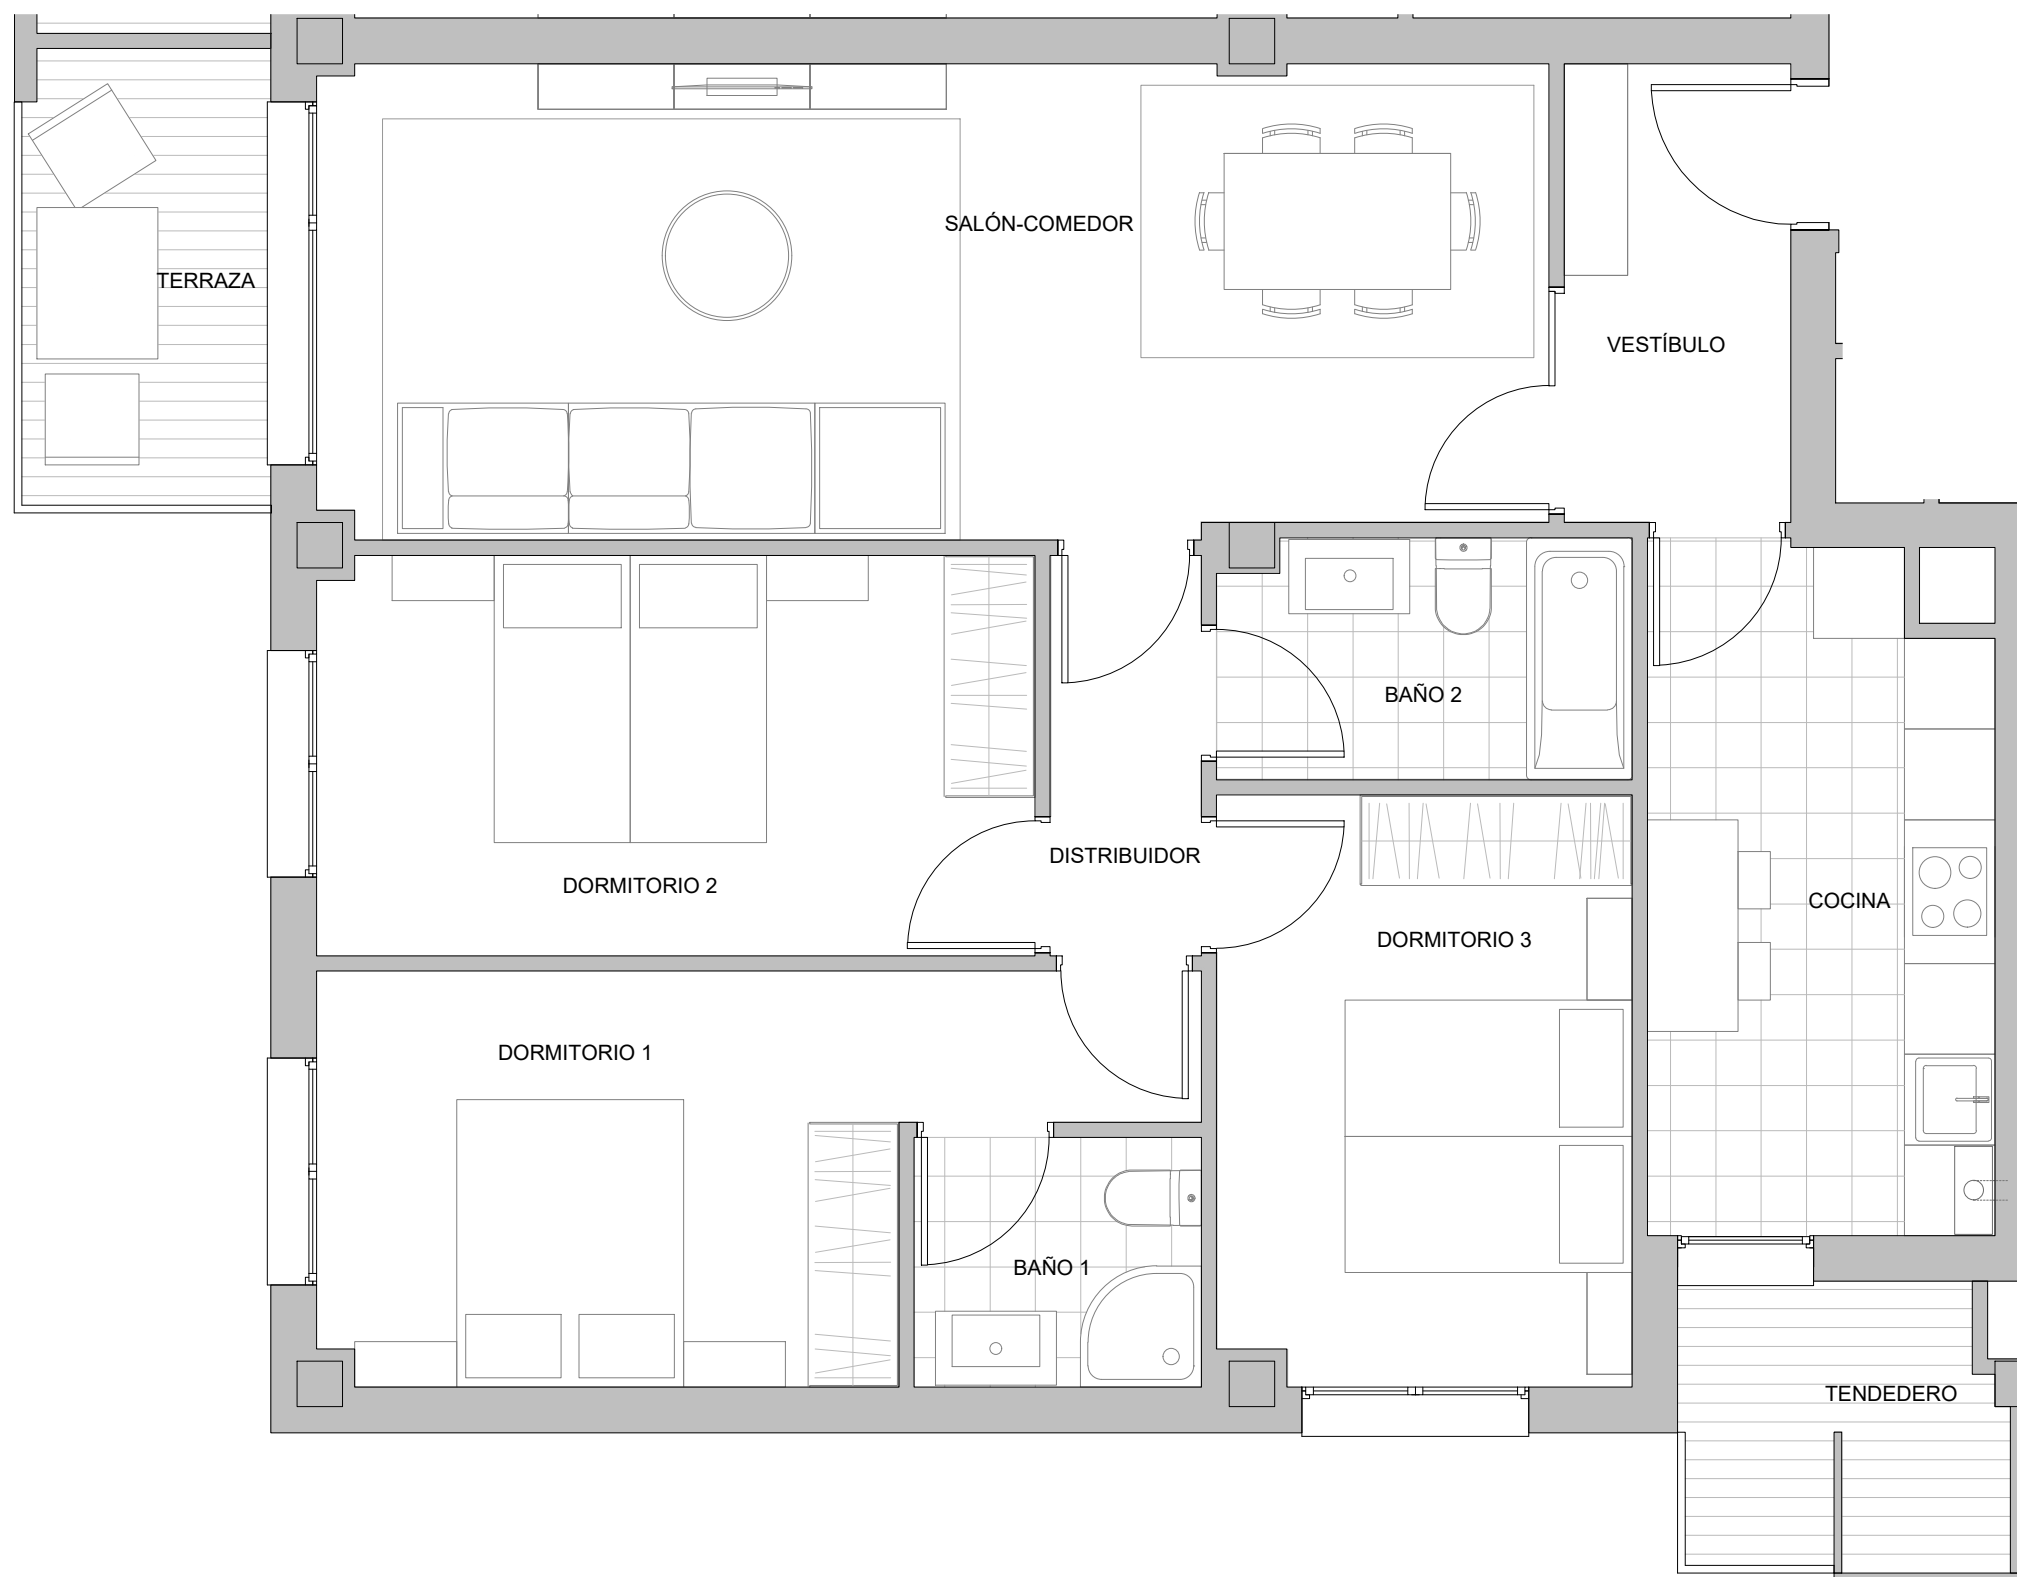 SALÓN-COMEDOR
TERRAZA
VESTÍBULO
BAÑO 2
DISTRIBUIDOR
DORMITORIO 2
COCINA
DORMITORIO 3
DORMITORIO 1
BAÑO 1
TENDEDERO